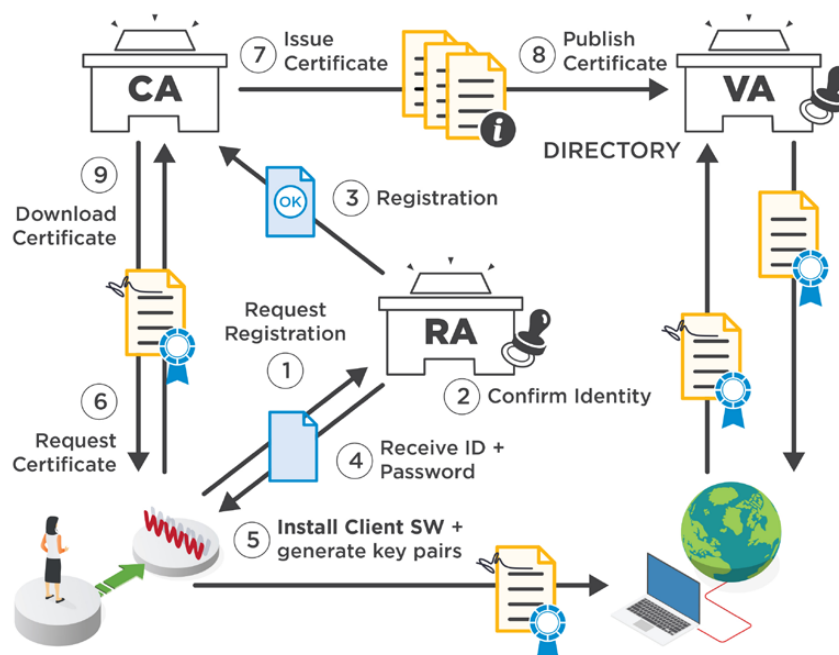 7 Issue
Certificate
8 Publish
Certificate
CA
VA
i
DIRECTORY
9
Download
Certificate
OK
3 Registration
Request
Registration
1
RA
2 Confirm Identity
6
Request
Certificate
4 Receive ID +
Password
WWWW
5 Install Client SW +
generate key pairs